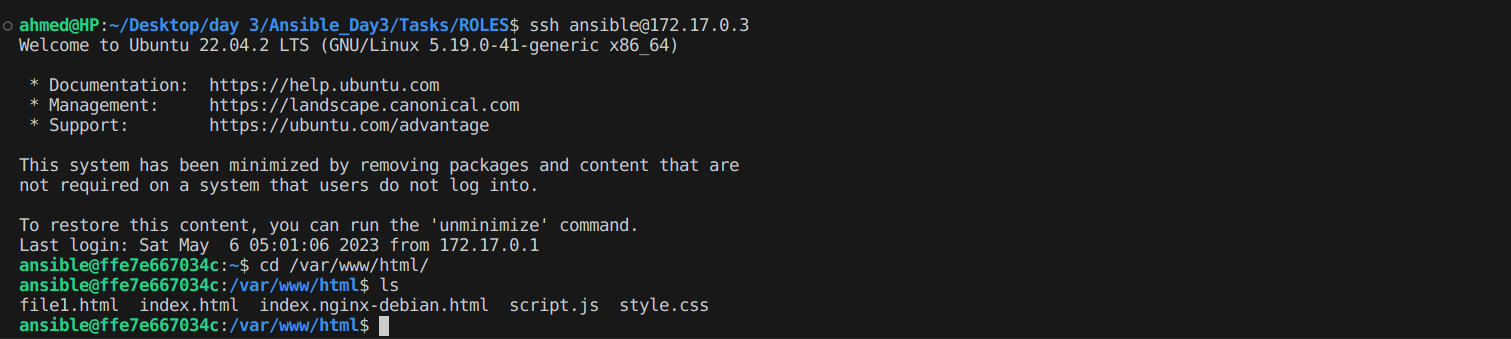 ahmed@HP:~/Desktop/day 3/Ansible_Day3/Tasks/ROLES$ ssh ansible@172.17.0.3
Welcome to Ubuntu 22.04.2 LTS (GNU/Linux 5.19.0-41-generic x86_64)

 * Documentation:  https://help.ubuntu.com
 * Management:     https://landscape.canonical.com
 * Support:        https://ubuntu.com/advantage

This system has been minimized by removing packages and content that are
not required on a system that users do not log into.

To restore this content, you can run the 'unminimize' command.
Last login: Sat May  6 05:01:06 2023 from 172.17.0.1
ansible@ffe7e667034c:~$ cd /var/www/html/
ansible@ffe7e667034c:/var/www/html$ ls
file1.html  index.html  index.nginx-debian.html  script.js  style.css
ansible@ffe7e667034c:/var/www/html$